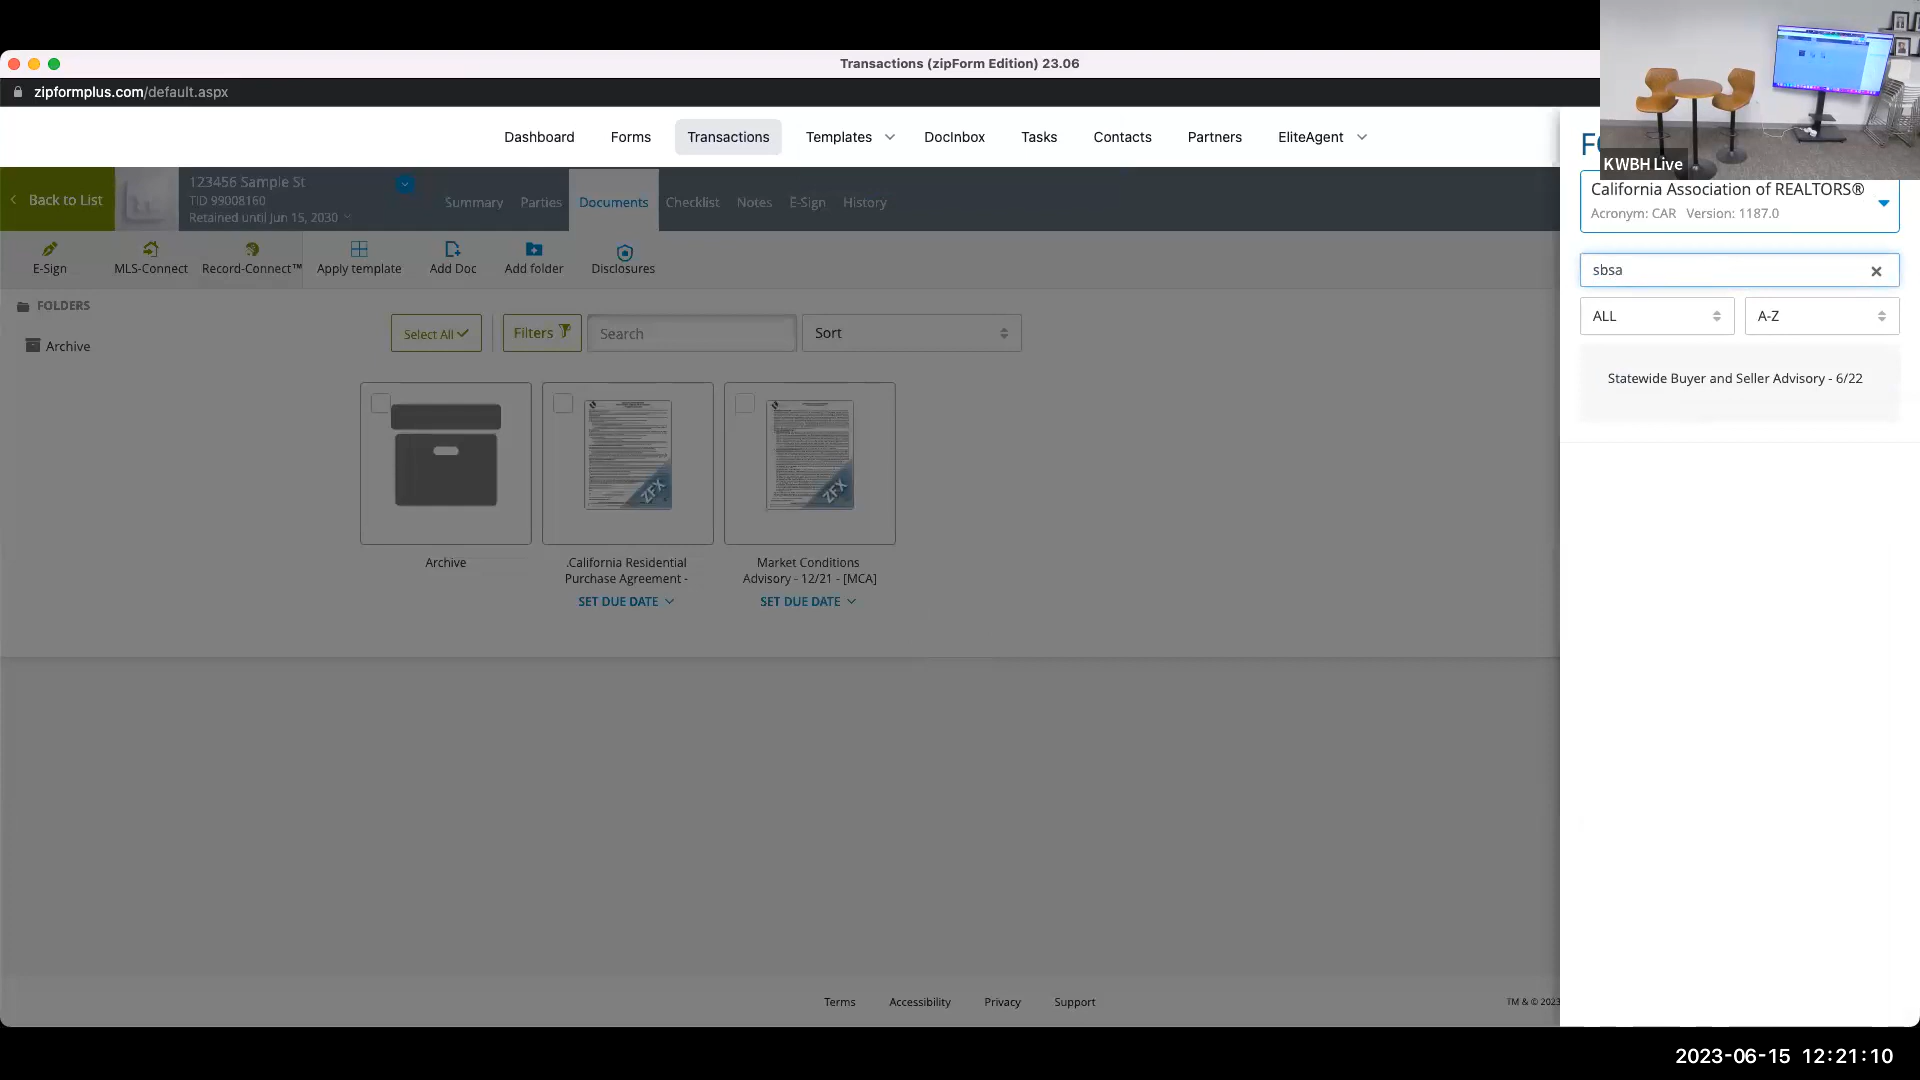 Transactions (zipForm Edition) 23.06
zipformplus.com/default.aspx
Dashboard
Forms
Transactions
Templates
DocInbox
Tasks
Contacts
Partners
EliteAgent
KWBH Live
Back to List
123456 Sample St
TID 99008160
Retained until Jun 15, 2030
Summary
Parties
Documents
Checklist
Notes
E-Sign
History
E-Sign
MLS-Connect
Record-Connect™
Apply template
Add Doc
Add folder
Disclosures
FOLDERS
Archive
Select All
Filters
Search
Sort
Archive
.California Residential
Purchase Agreement -
SET DUE DATE
Market Conditions
Advisory - 12/21 - [MCA]
SET DUE DATE
ZFX
ZFX
California Association of REALTORS®
Acronym: CAR Version: 1187.0
sbsa
ALL
A-Z
Statewide Buyer and Seller Advisory - 6/22
Terms
Accessibility
Privacy
Support
TM & © 2023
2023-06-15 12:21:10